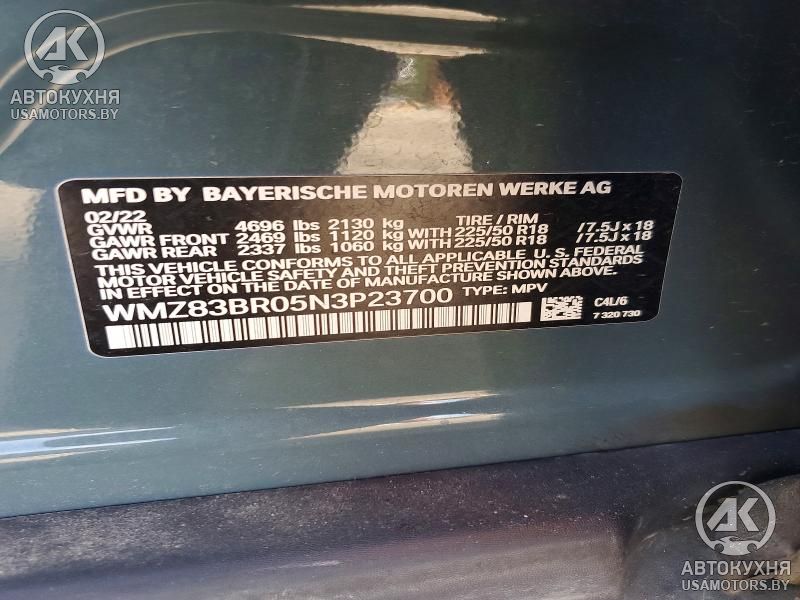 AK
АВТОКУХНЯ
USAMOTORS.BY
MFD BY BAYERISCHE MOTOREN WERKE AG
02/22
GVWR 4696 lbs 2130 kg TIRE / RIM
GAWR FRONT 2469 lbs 1120 kg WITH 225/50 R18 /7.5J x 18
GAWR REAR 2337 lbs 1060 kg WITH 225/50 R18 /7.5J x 18
THIS VEHICLE CONFORMS TO ALL APPLICABLE U. S. FEDERAL
MOTOR VEHICLE SAFETY AND THEFT PREVENTION STANDARDS
IN EFFECT ON THE DATE OF MANUFACTURE SHOWN ABOVE.
WMZ83BR05N3P23700 TYPE: MPV
C4L/6
7 320 730
AK
АВТОКУХНЯ
USAMOTORS.BY